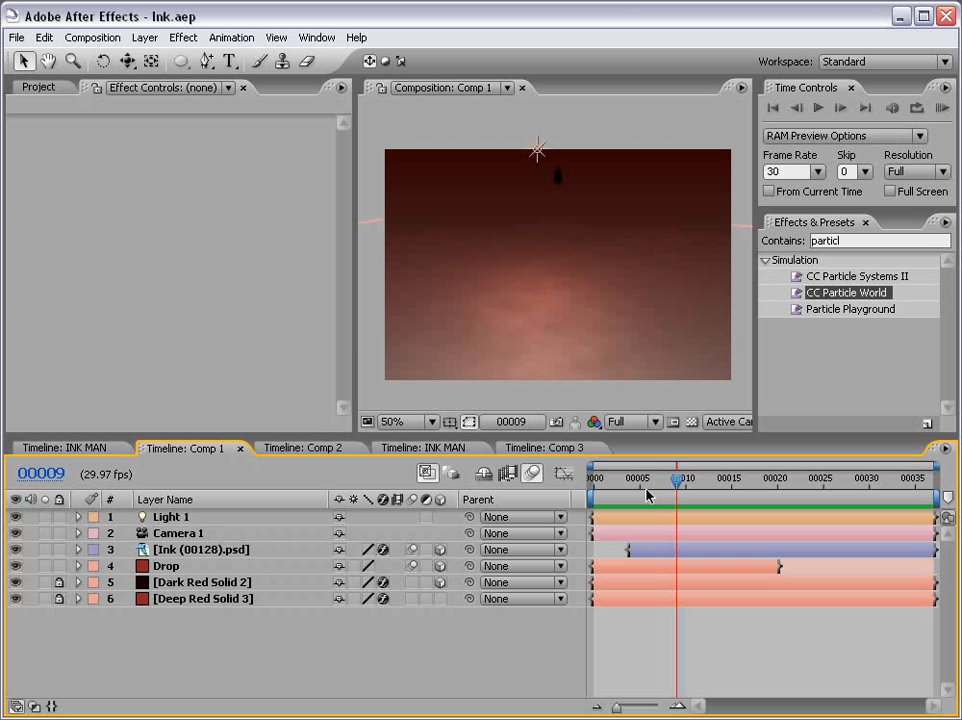 Adobe After Effects - Ink.aep
File Edit Composition Layer Effect Animation View Window Help
Workspace: Standard
Project Effect Controls: (none)
Composition: Comp 1
Time Controls
RAM Preview Options
Frame Rate Skip Resolution
30 0 Full
From Current Time Full Screen
Effects & Presets
Contains: particl
Simulation
CC Particle Systems II
CC Particle World
Particle Playground
50% 00009 Full Active Car
Timeline: INK MAN Timeline: Comp 1 Timeline: Comp 2 Timeline: INK MAN Timeline: Comp 3
00009 (29.97 fps)
0000 00005 0010 00015 00020 00025 00030 00035
# Layer Name Parent
1 Light 1 None
2 Camera 1 None
3 [Ink (00128).psd] None
4 Drop None
5 [Dark Red Solid 2] None
6 [Deep Red Solid 3] None